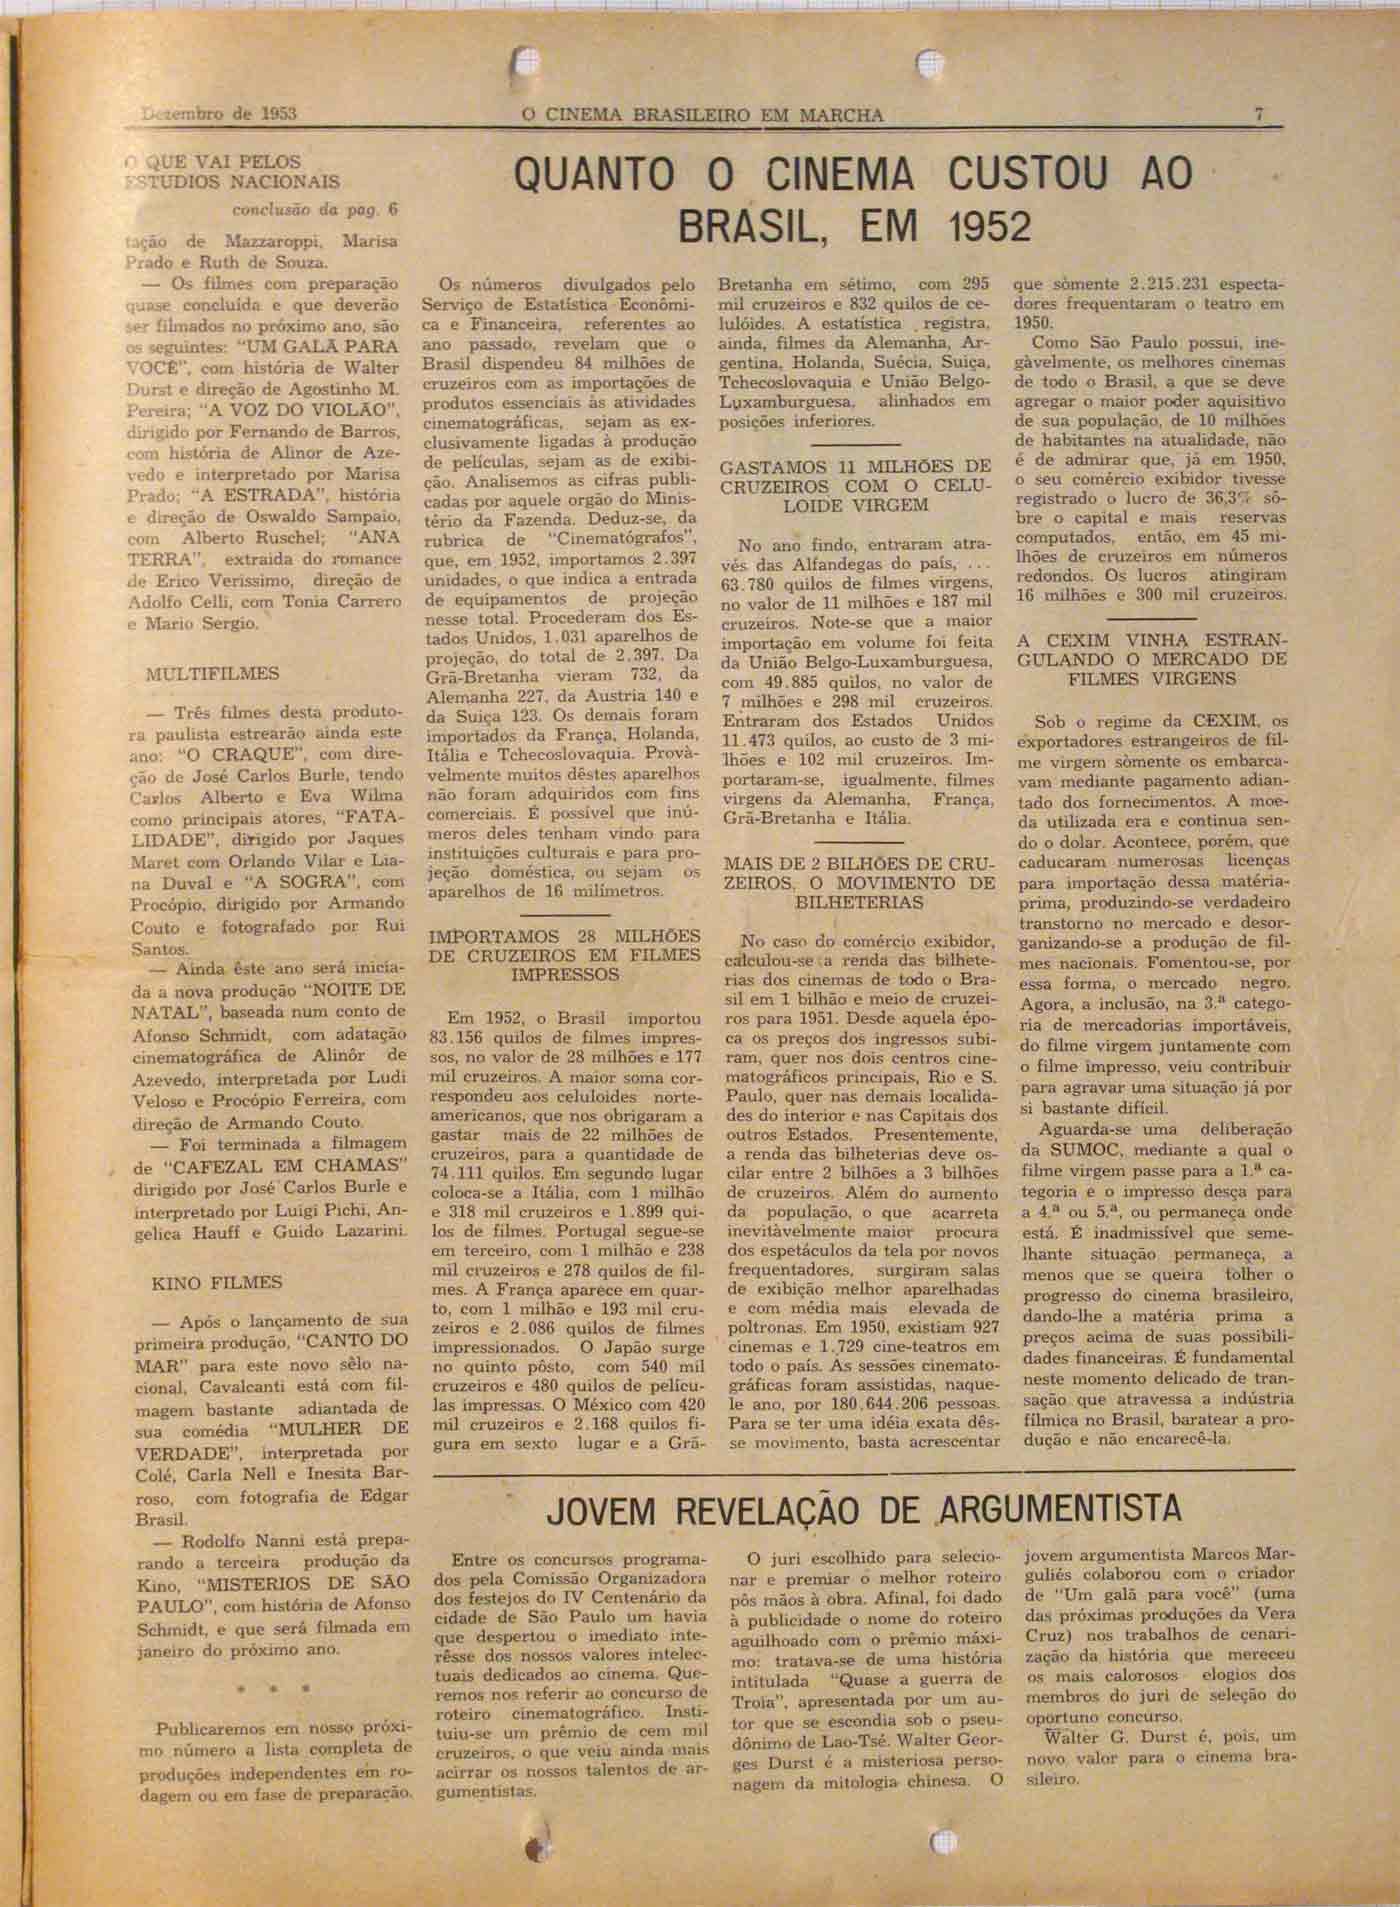 Dezembro de 1953
O CINEMA BRASILEIRO EM MARCHA
7
O QUE VAI PELOS
ESTUDIOS NACIONAIS
conclusão da pag. 6
tação de Mazzaroppi, Marisa
Prado e Ruth de Souza.
— Os filmes com preparação
quase concluída e que deverão
ser filmados no próximo ano, são
os seguintes: "UM GALÃ PARA
VOCÊ", com história de Walter
Durst e direção de Agostinho M.
Pereira; "A VOZ DO VIOLÃO",
dirigido por Fernando de Barros,
com história de Alinor de Aze-
vedo e interpretado por Marisa
Prado; "A ESTRADA", história
e direção de Oswaldo Sampaio,
com Alberto Ruschel; "ANA
TERRA", extraida do romance
de Erico Verissimo, direção de
Adolfo Celli, com Tonia Carrero
e Mario Sergio.
MULTIFILMES
— Três filmes desta produto-
ra paulista estrearão ainda este
ano: "O CRAQUE", com dire-
ção de José Carlos Burle, tendo
Carlos Alberto e Eva Wilma
como principais atores, "FATA-
LIDADE", dirigido por Jaques
Maret com Orlando Vilar e Lia-
na Duval e "A SOGRA", com
Procópio, dirigido por Armando
Couto e fotografado por Rui
Santos.
— Ainda êste ano será inicia-
da a nova produção "NOITE DE
NATAL", baseada num conto de
Afonso Schmidt, com adatação
cinematográfica de Alinôr de
Azevedo, interpretada por Ludi
Veloso e Procópio Ferreira, com
direção de Armando Couto.
— Foi terminada a filmagem
de "CAFEZAL EM CHAMAS"
dirigido por José Carlos Burle e
interpretado por Luigi Pichi, An-
gelica Hauff e Guido Lazarini.
KINO FILMES
— Após o lançamento de sua
primeira produção, "CANTO DO
MAR" para este novo sêlo na-
cional, Cavalcanti está com fil-
magem bastante adiantada de
sua comédia "MULHER DE
VERDADE", interpretada por
Colé, Carla Nell e Inesita Bar-
roso, com fotografia de Edgar
Brasil.
— Rodolfo Nanni está prepa-
rando a terceira produção da
Kino, "MISTERIOS DE SÃO
PAULO", com história de Afonso
Schmidt, e que será filmada em
janeiro do próximo ano.
* * *
Publicaremos em nosso próxi-
mo número a lista completa de
produções independentes em ro-
dagem ou em fase de preparação.
QUANTO O CINEMA CUSTOU AO
BRASIL, EM 1952
Os números divulgados pelo
Serviço de Estatística Econômi-
ca e Financeira, referentes ao
ano passado, revelam que o
Brasil dispendeu 84 milhões de
cruzeiros com as importações de
produtos essenciais às atividades
cinematográficas, sejam as ex-
clusivamente ligadas à produção
de películas, sejam as de exibi-
ção. Analisemos as cifras publi-
cadas por aquele orgão do Minis-
tério da Fazenda. Deduz-se, da
rubrica de "Cinematógrafos",
que, em 1952, importamos 2.397
unidades, o que indica a entrada
de equipamentos de projeção
nesse total. Procederam dos Es-
tados Unidos, 1.031 aparelhos de
projeção, do total de 2.397. Da
Grã-Bretanha vieram 732, da
Alemanha 227, da Austria 140 e
da Suiça 123. Os demais foram
importados da França, Holanda,
Itália e Tchecoslovaquia. Provà-
velmente muitos dêstes aparelhos
não foram adquiridos com fins
comerciais. É possível que inú-
meros deles tenham vindo para
instituições culturais e para pro-
jeção doméstica, ou sejam os
aparelhos de 16 milímetros.
IMPORTAMOS 28 MILHÕES
DE CRUZEIROS EM FILMES
IMPRESSOS
Em 1952, o Brasil importou
83.156 quilos de filmes impres-
sos, no valor de 28 milhões e 177
mil cruzeiros. A maior soma cor-
respondeu aos celuloides norte-
americanos, que nos obrigaram a
gastar mais de 22 milhões de
cruzeiros, para a quantidade de
74.111 quilos. Em segundo lugar
coloca-se a Itália, com 1 milhão
e 318 mil cruzeiros e 1.899 qui-
los de filmes. Portugal segue-se
em terceiro, com 1 milhão e 238
mil cruzeiros e 278 quilos de fil-
mes. A França aparece em quar-
to, com 1 milhão e 193 mil cru-
zeiros e 2.086 quilos de filmes
impressionados. O Japão surge
no quinto pôsto, com 540 mil
cruzeiros e 480 quilos de pelícu-
las impressas. O México com 420
mil cruzeiros e 2.168 quilos fi-
gura em sexto lugar e a Grã-
Bretanha em sétimo, com 295
mil cruzeiros e 832 quilos de ce-
lulóides. A estatística registra,
ainda, filmes da Alemanha, Ar-
gentina, Holanda, Suécia, Suiça,
Tchecoslovaquia e União Belgo-
Luxamburguesa, alinhados em
posições inferiores.
GASTAMOS 11 MILHÕES DE
CRUZEIROS COM O CELU-
LOIDE VIRGEM
No ano findo, entraram atra-
vés das Alfandegas do país, ...
63.780 quilos de filmes virgens,
no valor de 11 milhões e 187 mil
cruzeiros. Note-se que a maior
importação em volume foi feita
da União Belgo-Luxamburguesa,
com 49.885 quilos, no valor de
7 milhões e 298 mil cruzeiros.
Entraram dos Estados Unidos
11.473 quilos, ao custo de 3 mi-
lhões e 102 mil cruzeiros. Im-
portaram-se, igualmente, filmes
virgens da Alemanha, França,
Grã-Bretanha e Itália.
MAIS DE 2 BILHÕES DE CRU-
ZEIROS, O MOVIMENTO DE
BILHETERIAS
No caso do comércio exibidor,
calculou-se a renda das bilhete-
rias dos cinemas de todo o Bra-
sil em 1 bilhão e meio de cruzei-
ros para 1951. Desde aquela épo-
ca os preços dos ingressos subi-
ram, quer nos dois centros cine-
matográficos principais, Rio e S.
Paulo, quer nas demais localida-
des do interior e nas Capitais dos
outros Estados. Presentemente,
a renda das bilheterias deve os-
cilar entre 2 bilhões a 3 bilhões
de cruzeiros. Além do aumento
da população, o que acarreta
inevitàvelmente maior procura
dos espetáculos da tela por novos
frequentadores, surgiram salas
de exibição melhor aparelhadas
e com média mais elevada de
poltronas. Em 1950, existiam 927
cinemas e 1.729 cine-teatros em
todo o país. As sessões cinemato-
gráficas foram assistidas, naque-
le ano, por 180.644.206 pessoas.
Para se ter uma idéia exata dês-
se movimento, basta acrescentar
que sòmente 2.215.231 especta-
dores frequentaram o teatro em
1950.
Como São Paulo possui, ine-
gàvelmente, os melhores cinemas
de todo o Brasil, a que se deve
agregar o maior poder aquisitivo
de sua população, de 10 milhões
de habitantes na atualidade, não
é de admirar que, já em 1950,
o seu comércio exibidor tivesse
registrado o lucro de 36,3% sô-
bre o capital e mais reservas
computados, então, em 45 mi-
lhões de cruzeiros em números
redondos. Os lucros atingiram
16 milhões e 300 mil cruzeiros.
A CEXIM VINHA ESTRAN-
GULANDO O MERCADO DE
FILMES VIRGENS
Sob o regime da CEXIM, os
exportadores estrangeiros de fil-
me virgem sòmente os embarca-
vam mediante pagamento adian-
tado dos fornecimentos. A moe-
da utilizada era e continua sen-
do o dolar. Acontece, porém, que
caducaram numerosas licenças
para importação dessa matéria-
prima, produzindo-se verdadeiro
transtorno no mercado e desor-
ganizando-se a produção de fil-
mes nacionais. Fomentou-se, por
essa forma, o mercado negro.
Agora, a inclusão, na 3.ª catego-
ria de mercadorias importáveis,
do filme virgem juntamente com
o filme impresso, veiu contribuir
para agravar uma situação já por
si bastante difícil.
Aguarda-se uma deliberação
da SUMOC, mediante a qual o
filme virgem passe para a 1.ª ca-
tegoria e o impresso desça para
a 4.ª ou 5.ª, ou permaneça onde
está. É inadmissível que seme-
lhante situação permaneça, a
menos que se queira tolher o
progresso do cinema brasileiro,
dando-lhe a matéria prima a
preços acima de suas possibili-
dades financeiras. É fundamental
neste momento delicado de tran-
sação que atravessa a indústria
fílmica no Brasil, baratear a pro-
dução e não encarecê-la.
JOVEM REVELAÇÃO DE ARGUMENTISTA
Entre os concursos programa-
dos pela Comissão Organizadora
dos festejos do IV Centenário da
cidade de São Paulo um havia
que despertou o imediato inte-
rêsse dos nossos valores intelec-
tuais dedicados ao cinema. Que-
remos nos referir ao concurso de
roteiro cinematográfico. Insti-
tuiu-se um prêmio de cem mil
cruzeiros, o que veiu ainda mais
acirrar os nossos talentos de ar-
gumentistas.
O juri escolhido para selecio-
nar e premiar o melhor roteiro
pôs mãos à obra. Afinal, foi dado
à publicidade o nome do roteiro
aguilhoado com o prêmio máxi-
mo: tratava-se de uma história
intitulada "Quase a guerra de
Troia", apresentada por um au-
tor que se escondia sob o pseu-
dônimo de Lao-Tsé. Walter Geor-
ges Durst é a misteriosa perso-
nagem da mitologia chinesa. O
jovem argumentista Marcos Mar-
guliés colaborou com o criador
de "Um galã para você" (uma
das próximas produções da Vera
Cruz) nos trabalhos de cenari-
zação da história que mereceu
os mais calorosos elogios dos
membros do juri de seleção do
oportuno concurso.
Walter G. Durst é, pois, um
novo valor para o cinema bra-
sileiro.